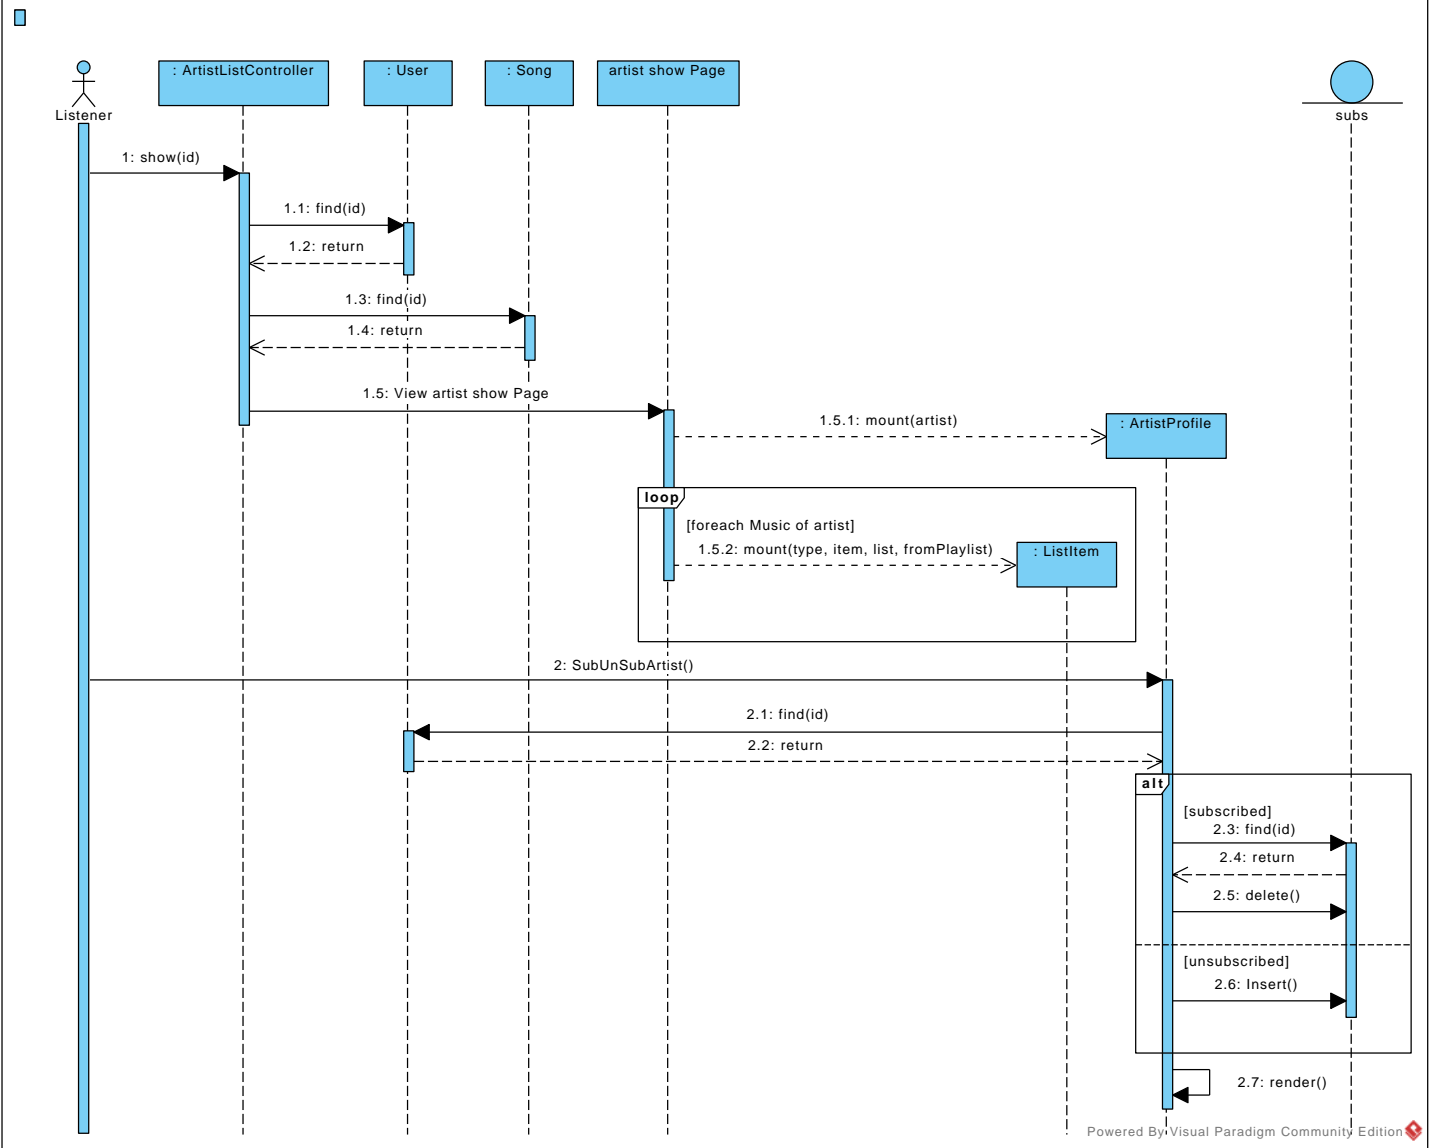 : ArtistListController
: User
: Song
artist show Page
Listener
subs
1: show(id)
1.1: find(id)
1.2: return
1.3: find(id)
1.4: return
1.5: View artist show Page
1.5.1: mount(artist)
: ArtistProfile
loop
[foreach Music of artist]
1.5.2: mount(type, item, list, fromPlaylist)
: ListItem
2: SubUnSubArtist()
2.1: find(id)
2.2: return
alt
[subscribed]
2.3: find(id)
2.4: return
2.5: delete()
[unsubscribed]
2.6: Insert()
2.7: render()
Powered By Visual Paradigm Community Edition